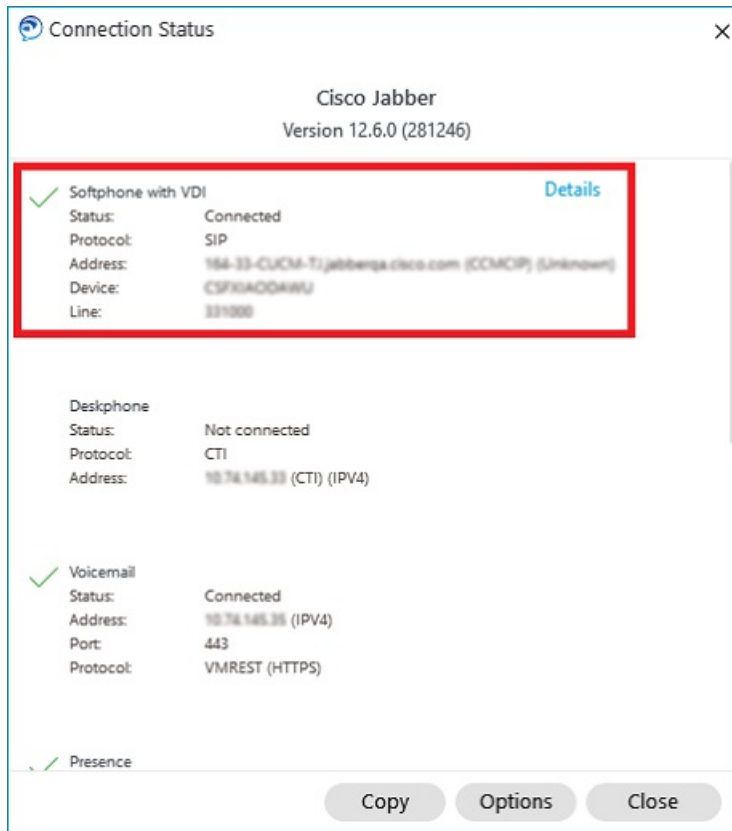 Connection Status
Cisco Jabber
Version 12.6.0 (281246)
Softphone with VDI Details
Status: Connected
Protocol: SIP
Address:
Device:
Line:
Deskphone
Status: Not connected
Protocol: CTI
Address: (CTI) (IPV4)
Voicemail
Status: Connected
Address: (IPV4)
Port: 443
Protocol: VMREST (HTTPS)
Presence
Copy Options Close